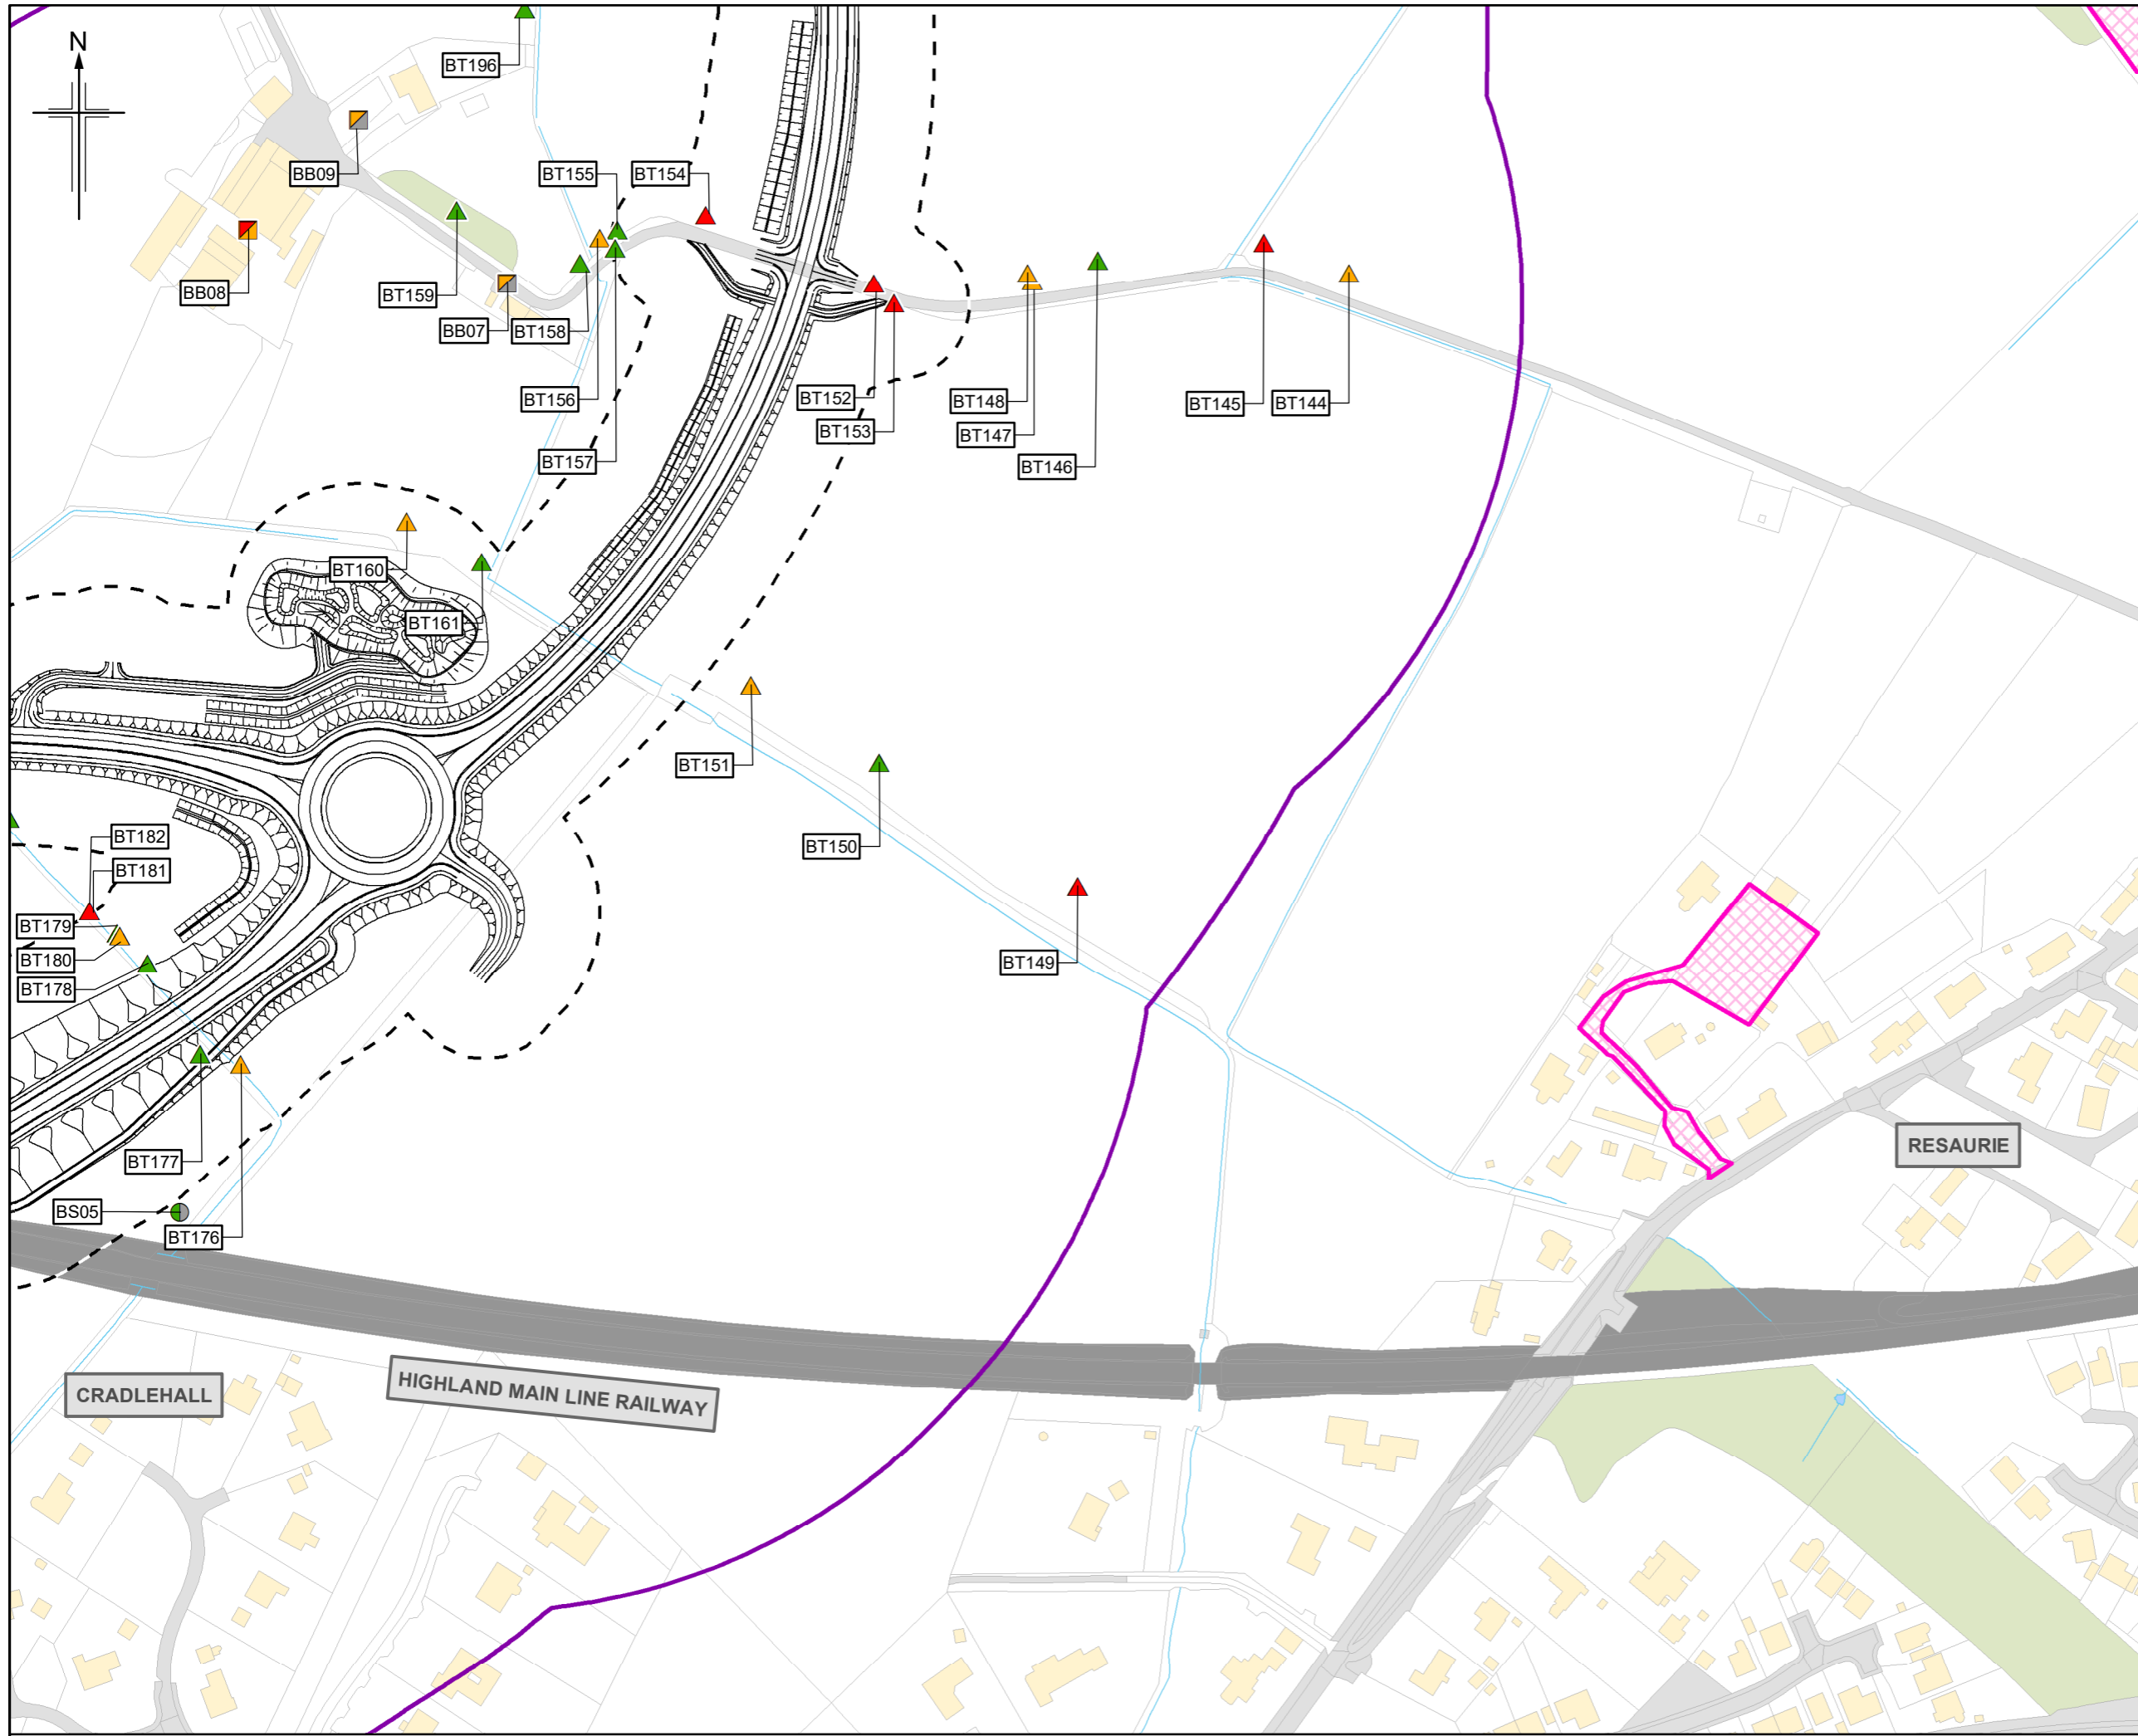 N
BT196
BB09
BT155
BT154
BB08
BT159
BB07
BT158
BT156
BT152
BT148
BT145
BT144
BT153
BT147
BT157
BT146
BT160
BT161
BT151
BT182
BT150
BT181
BT179
BT180
BT149
BT178
RESAURIE
BT177
BS05
BT176
CRADLEHALL
HIGHLAND MAIN LINE RAILWAY